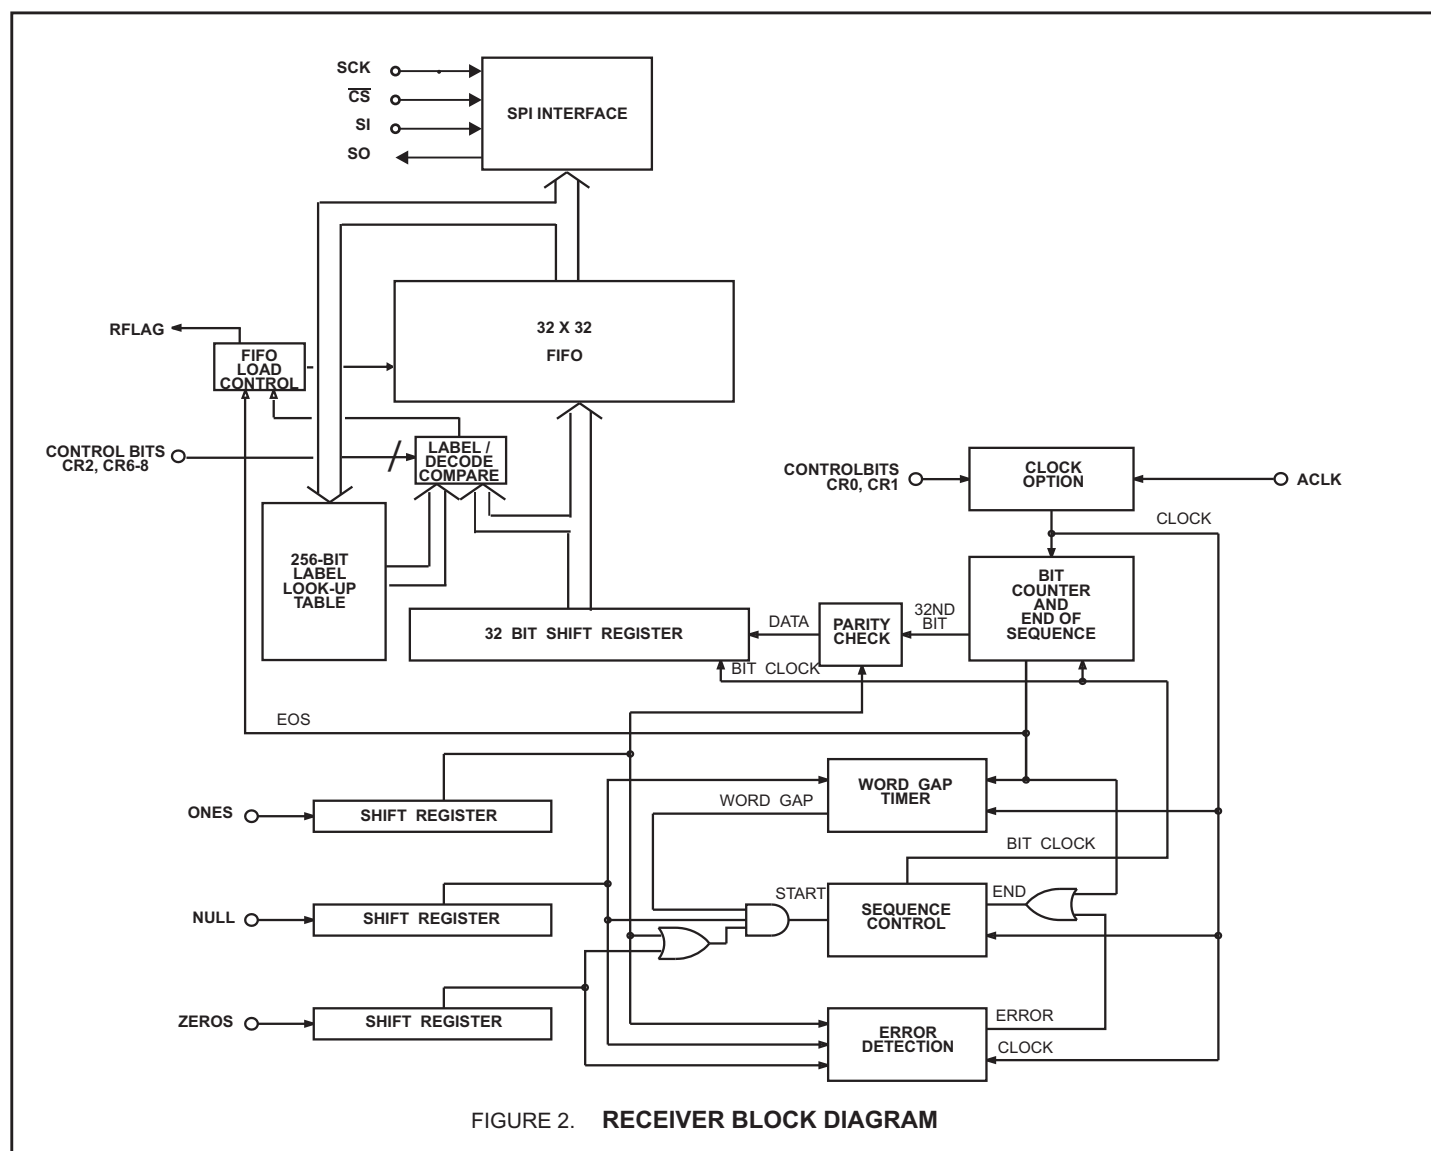 SCK
CS
SI
SO
SPI INTERFACE
32 X 32
FIFO
RFLAG
FIFO
LOAD
CONTROL
CONTROL BITS
CR2, CR6-8
LABEL /
DECODE
COMPARE
CONTROLBITS
CR0, CR1
CLOCK
OPTION
ACLK
CLOCK
256-BIT
LABEL
LOOK-UP
TABLE
BIT
COUNTER
AND
END OF
SEQUENCE
32 BIT SHIFT REGISTER
DATA
PARITY
CHECK
32ND
BIT
BIT CLOCK
EOS
ONES
SHIFT REGISTER
WORD GAP
WORD GAP
TIMER
BIT CLOCK
NULL
SHIFT REGISTER
START
SEQUENCE
CONTROL
END
ZEROS
SHIFT REGISTER
ERROR
DETECTION
ERROR
CLOCK
FIGURE 2. RECEIVER BLOCK DIAGRAM